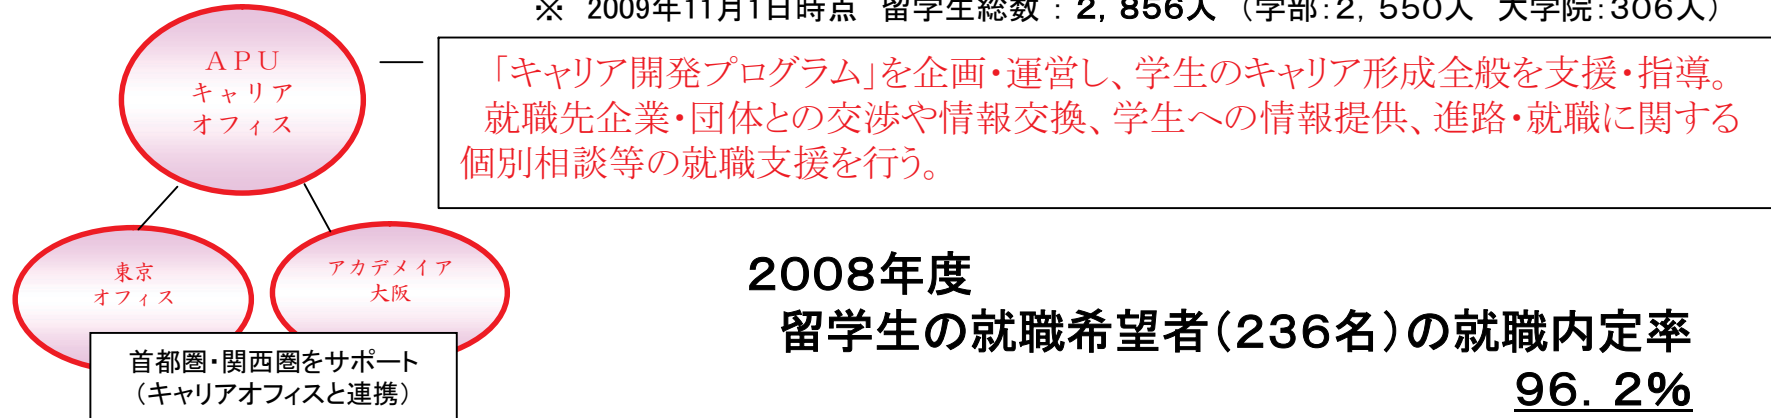 ※ 2009年11月1日時点 留学生総数：2，856人 （学部：2，550人 大学院：306人）
APU
キャリア
オフィス
「キャリア開発プログラム」を企画・運営し、学生のキャリア形成全般を支援・指導。
就職先企業・団体との交渉や情報交換、学生への情報提供、進路・就職に関する
個別相談等の就職支援を行う。
東京
オフィス
アカデメイア
大阪
首都圏・関西圏をサポート
（キャリアオフィスと連携）
2008年度
留学生の就職希望者（236名）の就職内定率
96．2％